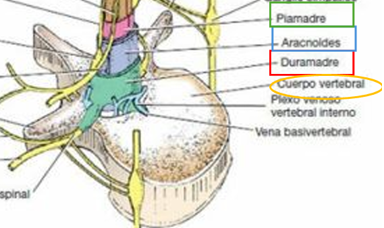 Piamadre
Aracnoides
Duramadre
Cuerpo vertebral
Plexo venoso
vertebral interno
Vena basivertebral
spinal